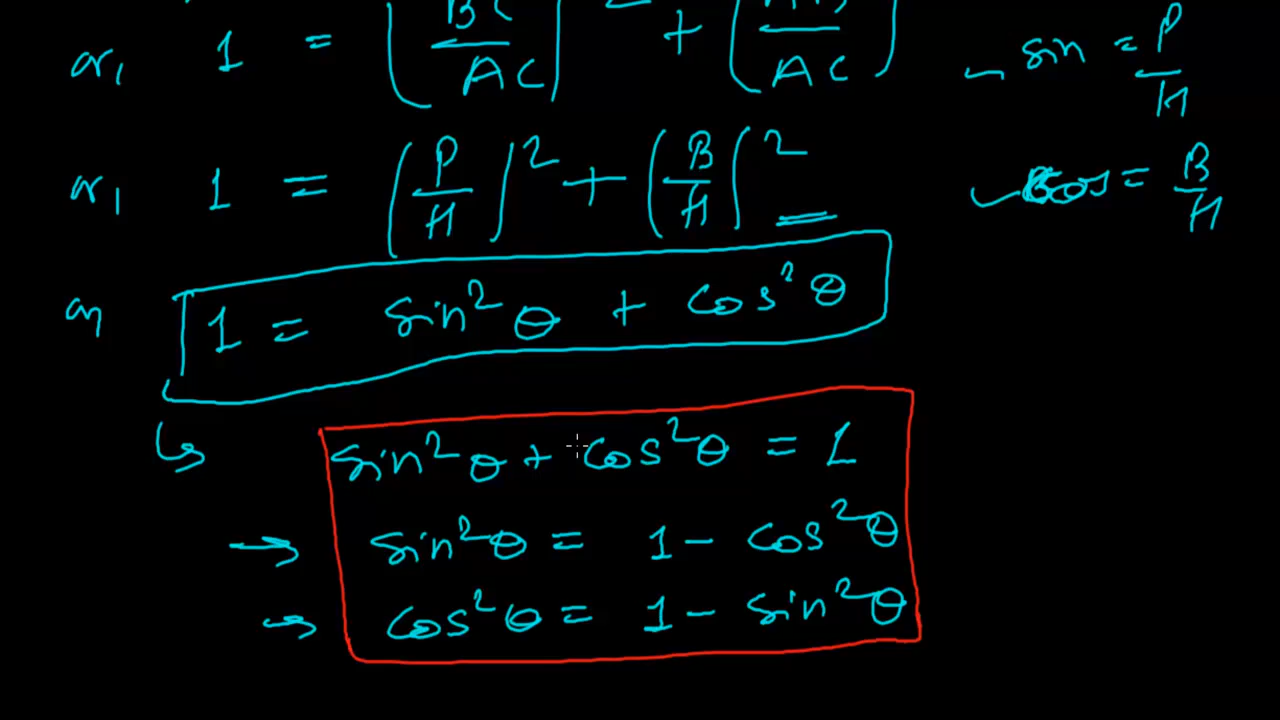 or, 1 = (BC/AC)² + (AB/AC)
sin = P/H
or, 1 = (P/H)² + (B/H)²
cos = B/H
or, 1 = sin²θ + cos²θ
↳ sin²θ + cos²θ = 1
→ sin²θ = 1 - cos²θ
→ cos²θ = 1 - sin²θ